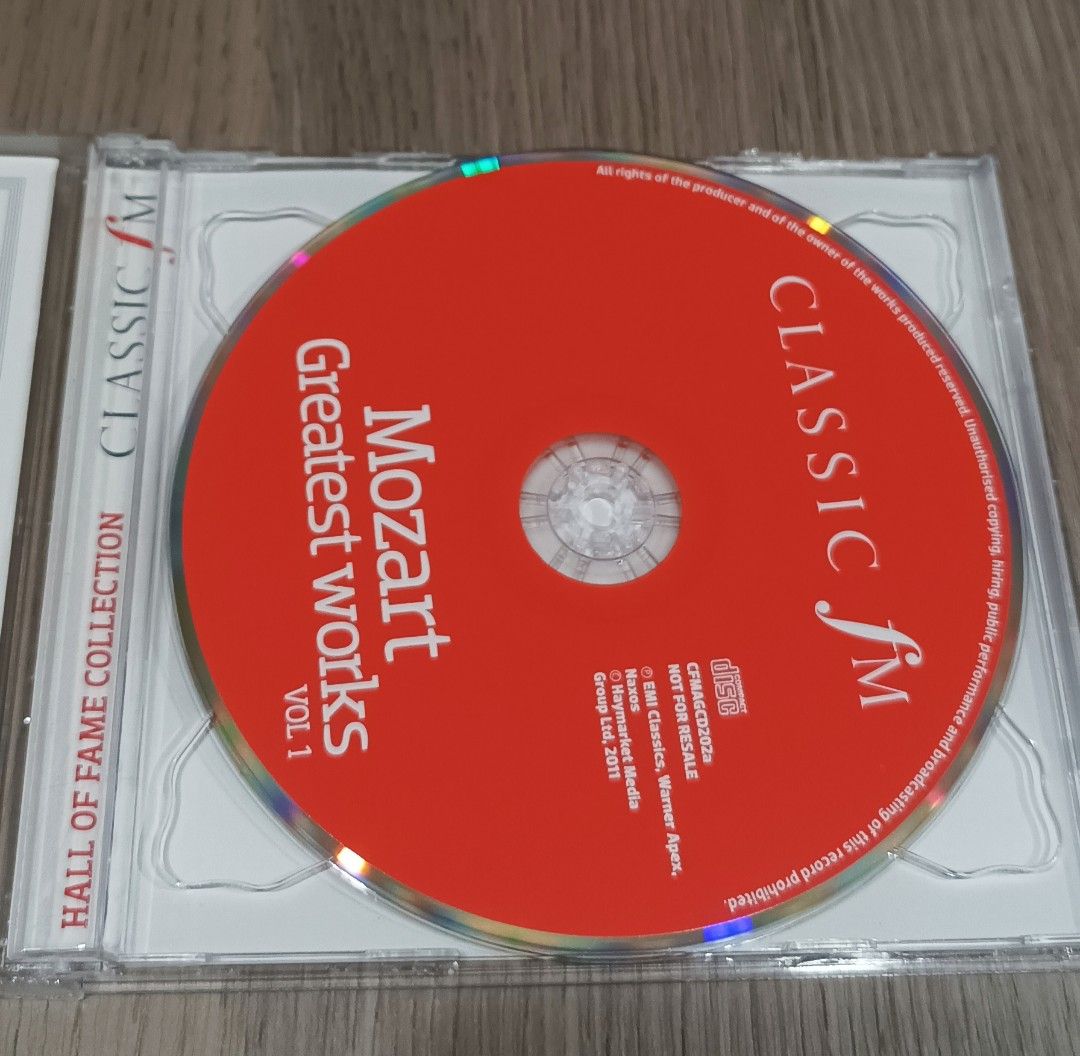 CLASSIC fM
Mozart
Greatest works
VOL 1
COMPACT
disc
CFMAGCD202a
NOT FOR RESALE
℗ EMI Classics, Warner Apex,
Naxos
© Haymarket Media
Group Ltd, 2011
All rights of the producer and of the owner of the works produced reserved. Unauthorised copying, hiring, public performance and broadcasting of this record prohibited.
HALL OF FAME COLLECTION CLASSIC fM